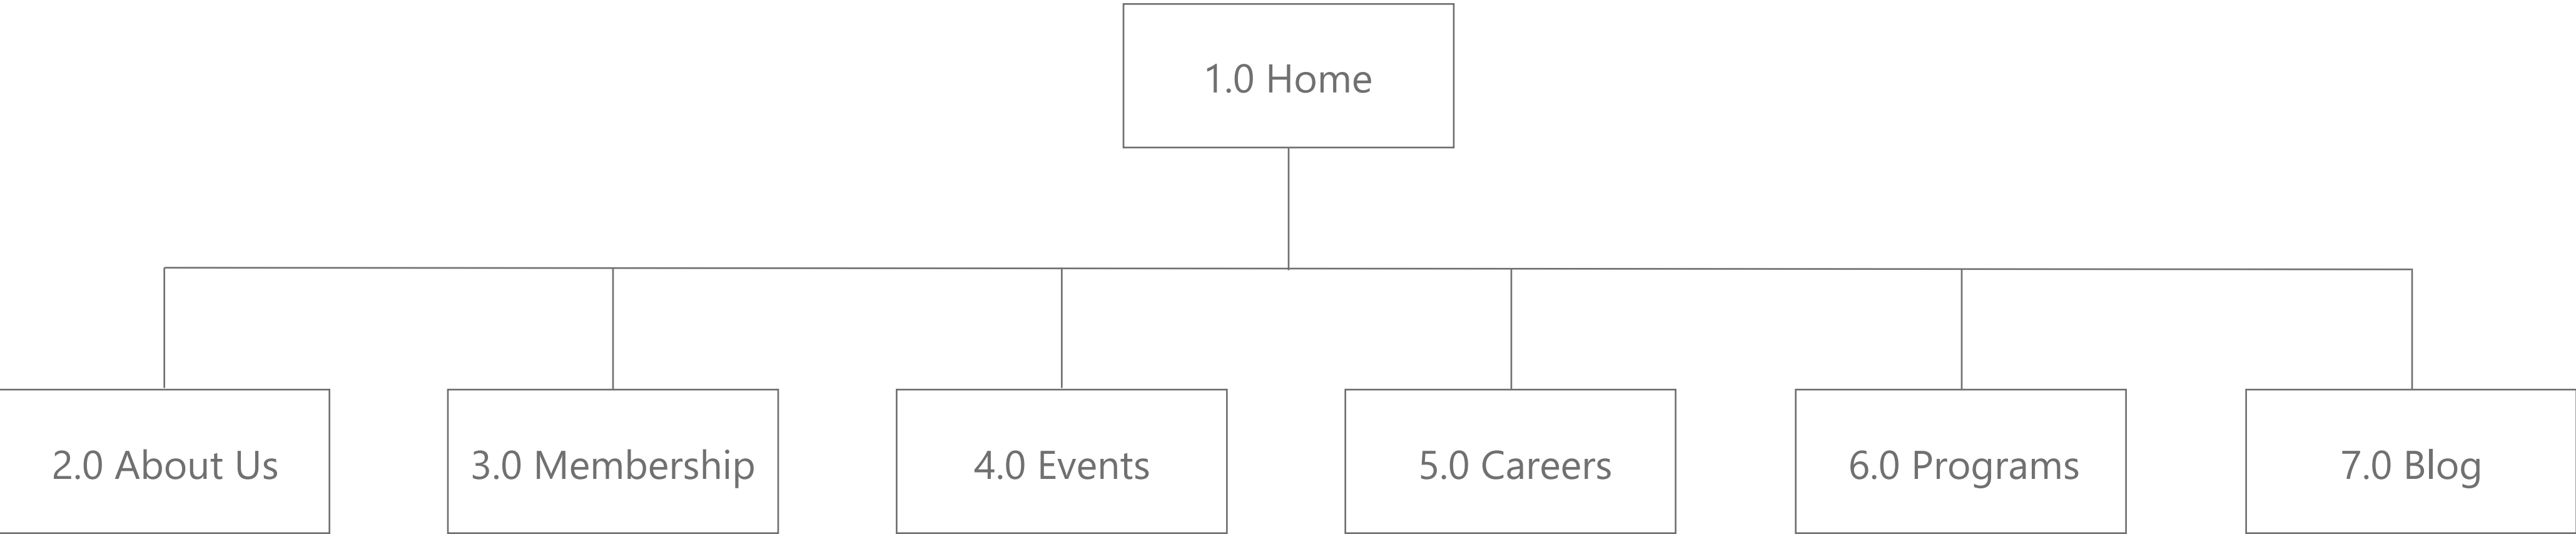 1.0 Home
2.0 About Us
3.0 Membership
4.0 Events
5.0 Careers
6.0 Programs
7.0 Blog